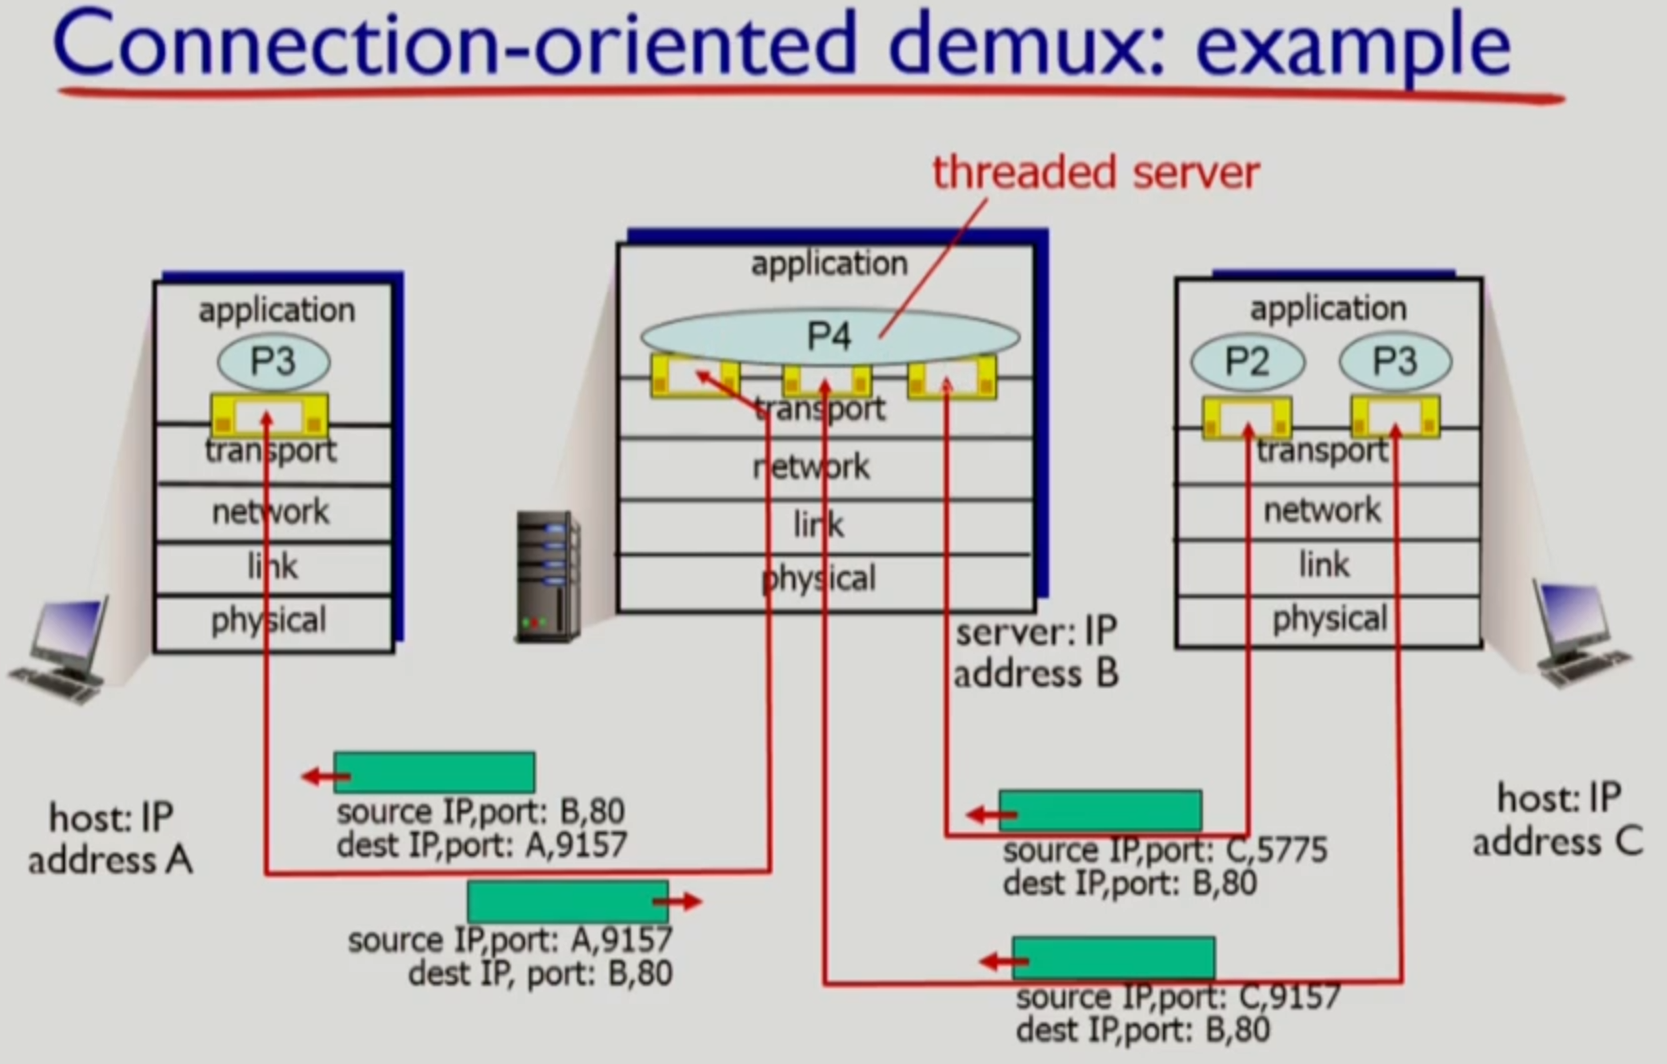 Connection-oriented demux: example
threaded server
application
P3
transport
network
link
physical
application
P4
transport
network
link
physical
application
P2
P3
transport
network
link
physical
server: IP
address B
host: IP
address A
source IP,port: B,80
dest IP,port: A,9157
source IP,port: A,9157
dest IP, port: B,80
source IP,port: C,5775
dest IP,port: B,80
source IP,port: C,9157
dest IP,port: B,80
host: IP
address C